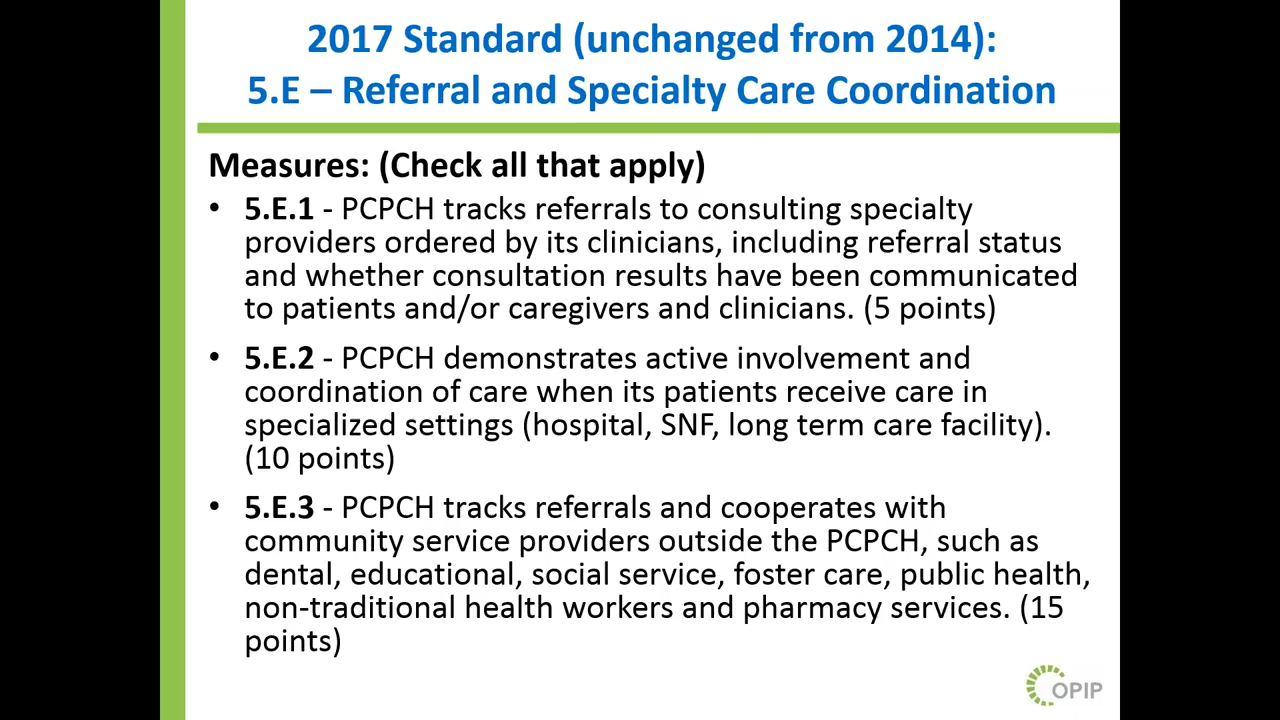 2017 Standard (unchanged from 2014):
5.E – Referral and Specialty Care Coordination
Measures: (Check all that apply)
• 5.E.1 - PCPCH tracks referrals to consulting specialty
providers ordered by its clinicians, including referral status
and whether consultation results have been communicated
to patients and/or caregivers and clinicians. (5 points)
• 5.E.2 - PCPCH demonstrates active involvement and
coordination of care when its patients receive care in
specialized settings (hospital, SNF, long term care facility).
(10 points)
• 5.E.3 - PCPCH tracks referrals and cooperates with
community service providers outside the PCPCH, such as
dental, educational, social service, foster care, public health,
non-traditional health workers and pharmacy services. (15
points)
OPIP